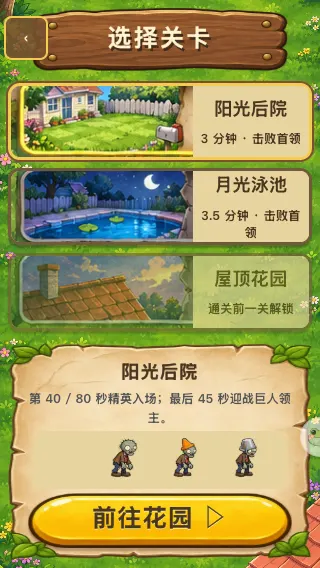 ‹
选择关卡
阳光后院
3 分钟 · 击败首领
月光泳池
3.5 分钟 · 击败首
领
屋顶花园
通关前一关解锁
阳光后院
第 40 / 80 秒精英入场；最后 45 秒迎战巨人领
主。
前往花园 ▷